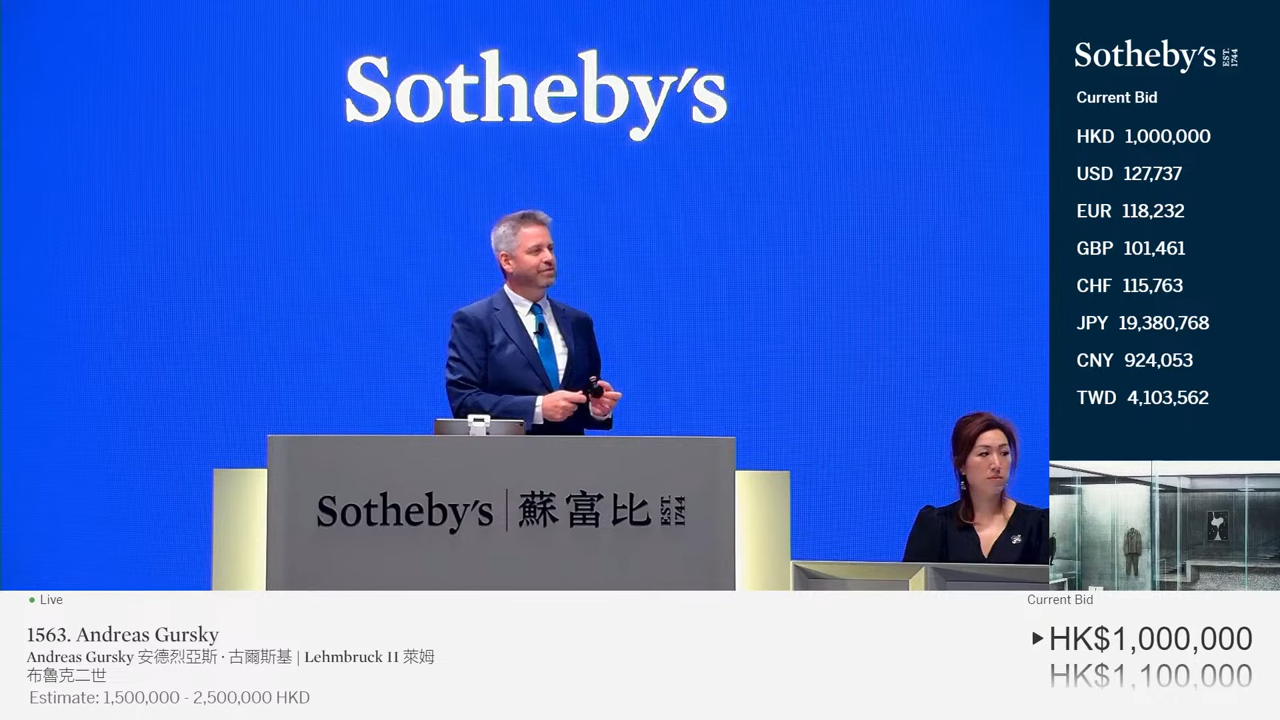 Sotheby's
Sotheby's | 蘇富比 EST. 1744
Sotheby's EST. 1744
Current Bid
HKD 1,000,000
USD 127,737
EUR 118,232
GBP 101,461
CHF 115,763
JPY 19,380,768
CNY 924,053
TWD 4,103,562
Live
1563. Andreas Gursky
Andreas Gursky 安德烈亞斯 · 古爾斯基 | Lehmbruck II 萊姆
布魯克二世
Estimate: 1,500,000 - 2,500,000 HKD
Current Bid
HK$1,000,000
HK$1,100,000